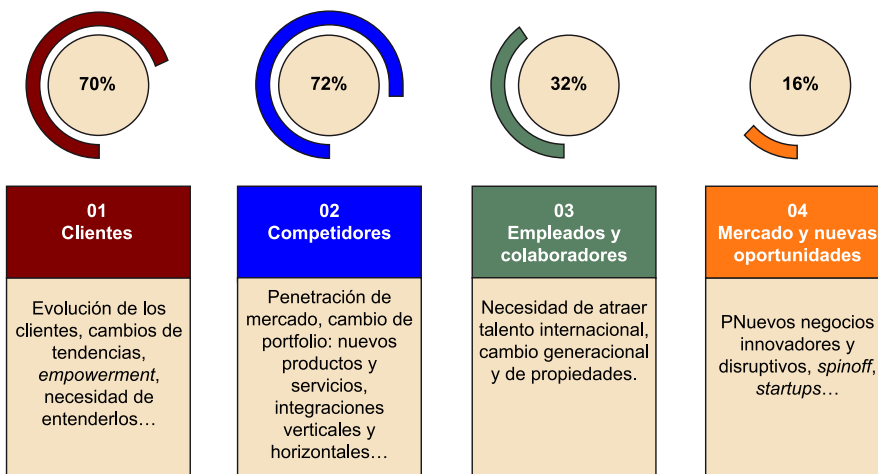 70%
72%
32%
16%
01
Clientes
Evolución de los
clientes, cambios de
tendencias,
empowerment,
necesidad de
entenderlos…
02
Competidores
Penetración de
mercado, cambio de
portfolio: nuevos
productos y
servicios,
integraciones
verticales y
horizontales…
03
Empleados y
colaboradores
Necesidad de atraer
talento internacional,
cambio generacional
y de propiedades.
04
Mercado y nuevas
oportunidades
PNuevos negocios
innovadores y
disruptivos, spinoff,
startups…